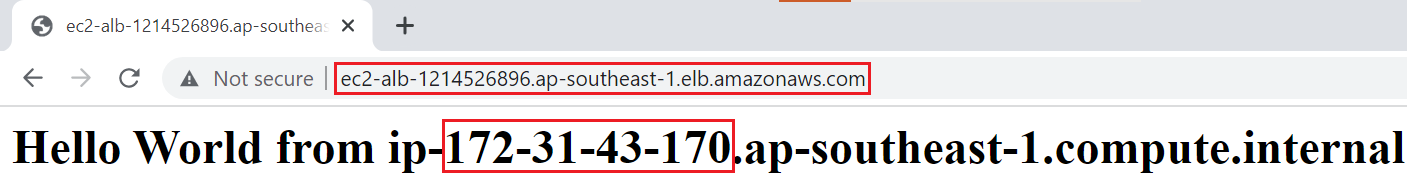 ec2-alb-1214526896.ap-southeas
Not secure | ec2-alb-1214526896.ap-southeast-1.elb.amazonaws.com
Hello World from ip-172-31-43-170.ap-southeast-1.compute.internal